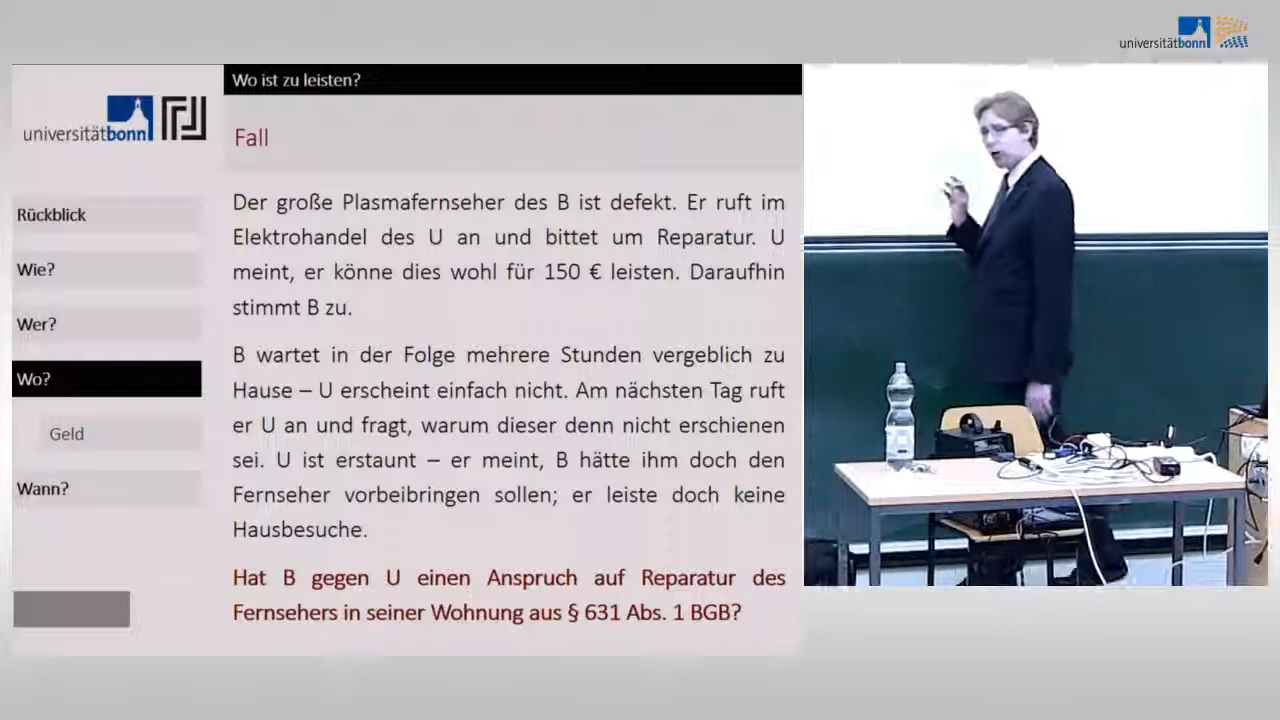 universitätbonn
Wo ist zu leisten?
universitätbonn
Fall
Rückblick
Wie?
Wer?
Wo?
Geld
Wann?
Der große Plasmafernseher des B ist defekt. Er ruft im
Elektrohandel des U an und bittet um Reparatur. U
meint, er könne dies wohl für 150 € leisten. Daraufhin
stimmt B zu.
B wartet in der Folge mehrere Stunden vergeblich zu
Hause – U erscheint einfach nicht. Am nächsten Tag ruft
er U an und fragt, warum dieser denn nicht erschienen
sei. U ist erstaunt – er meint, B hätte ihm doch den
Fernseher vorbeibringen sollen; er leiste doch keine
Hausbesuche.
Hat B gegen U einen Anspruch auf Reparatur des
Fernsehers in seiner Wohnung aus § 631 Abs. 1 BGB?